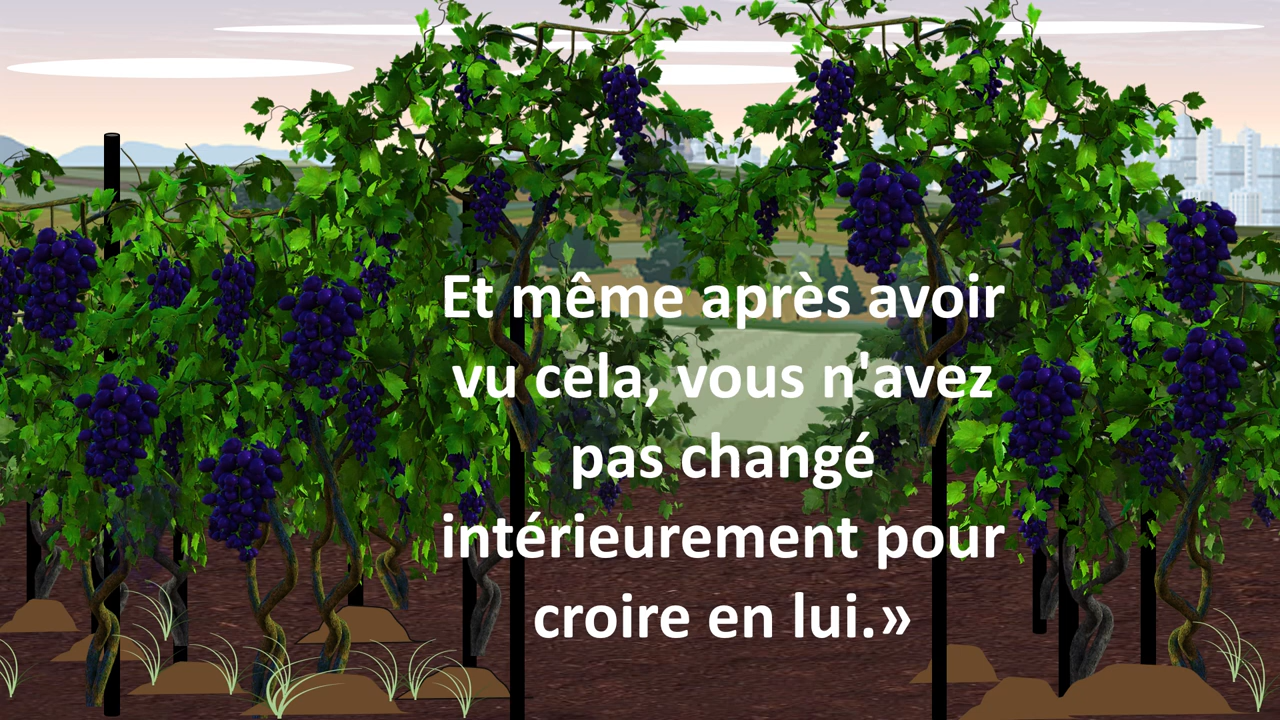 Et même après avoir
vu cela, vous n'avez
pas changé
intérieurement pour
croire en lui.»